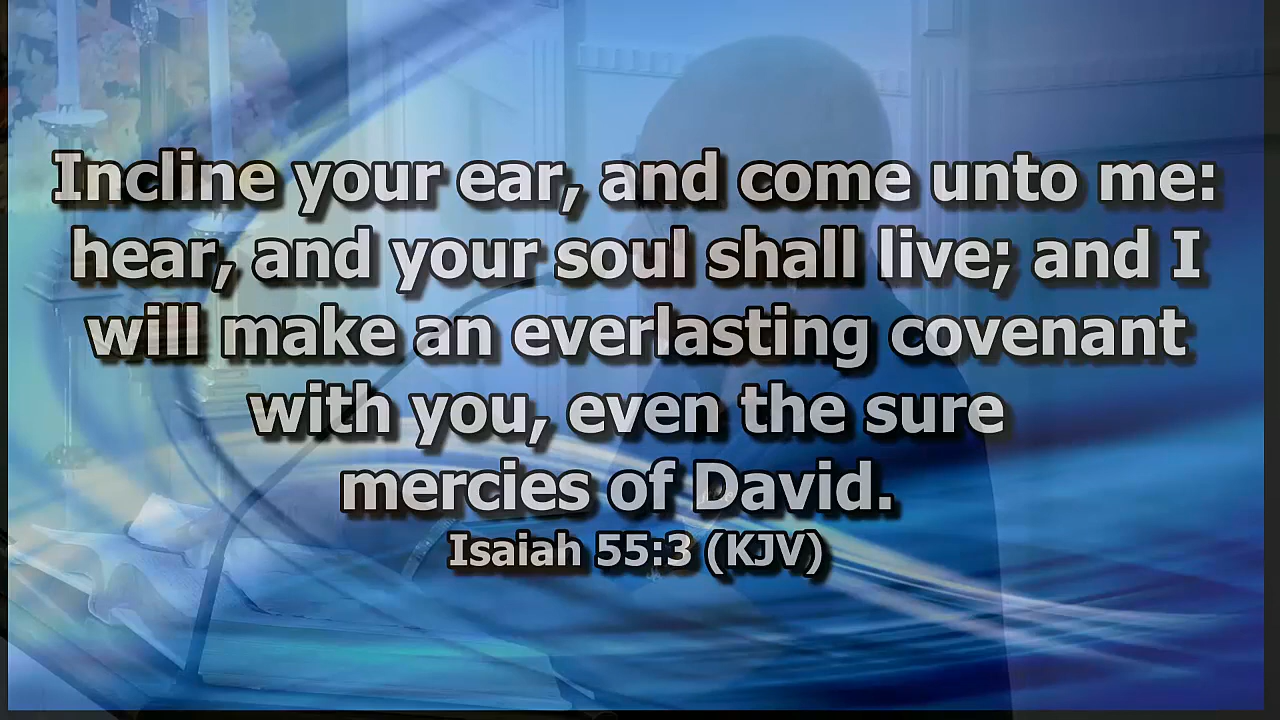 Incline your ear, and come unto me:
hear, and your soul shall live; and I
will make an everlasting covenant
with you, even the sure
mercies of David.
Isaiah 55:3 (KJV)